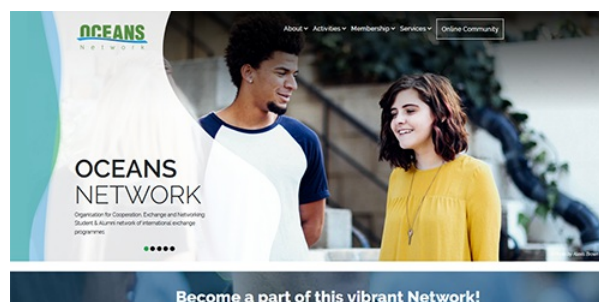 OCEANS
Network
About Activities Membership Services Online Community
OCEANS
NETWORK
Organisation for Cooperation, Exchange and Networking
Student & Alumni network of international exchange
programmes.
Become a part of this vibrant Network!